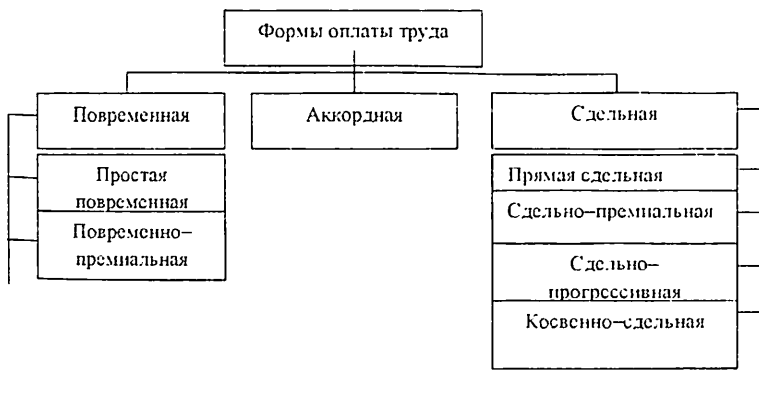 Формы оплаты труда
Повременная
Аккордная
Сдельная
Простая
повременная
Повременно–
премиальная
Прямая сдельная
Сдельно–премиальная
Сдельно–
прогрессивная
Косвенно–сдельная